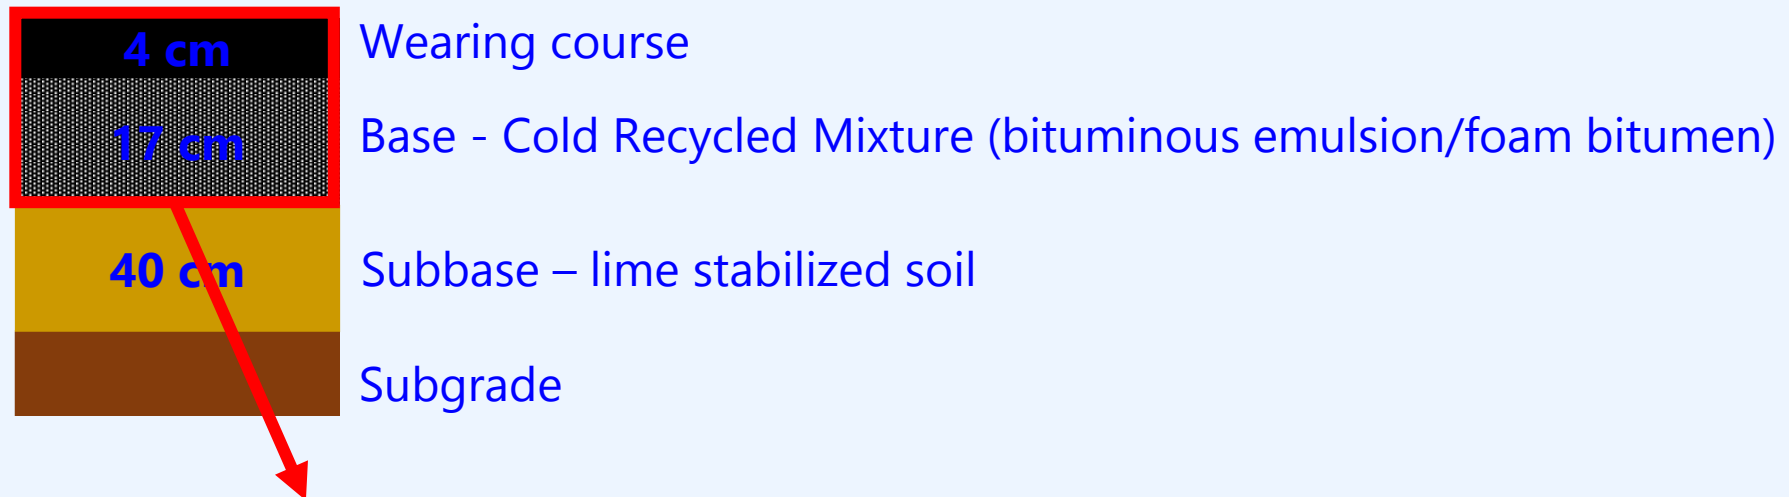 4 cm Wearing course
17 cm Base - Cold Recycled Mixture (bituminous emulsion/foam bitumen)
40 cm Subbase – lime stabilized soil
Subgrade